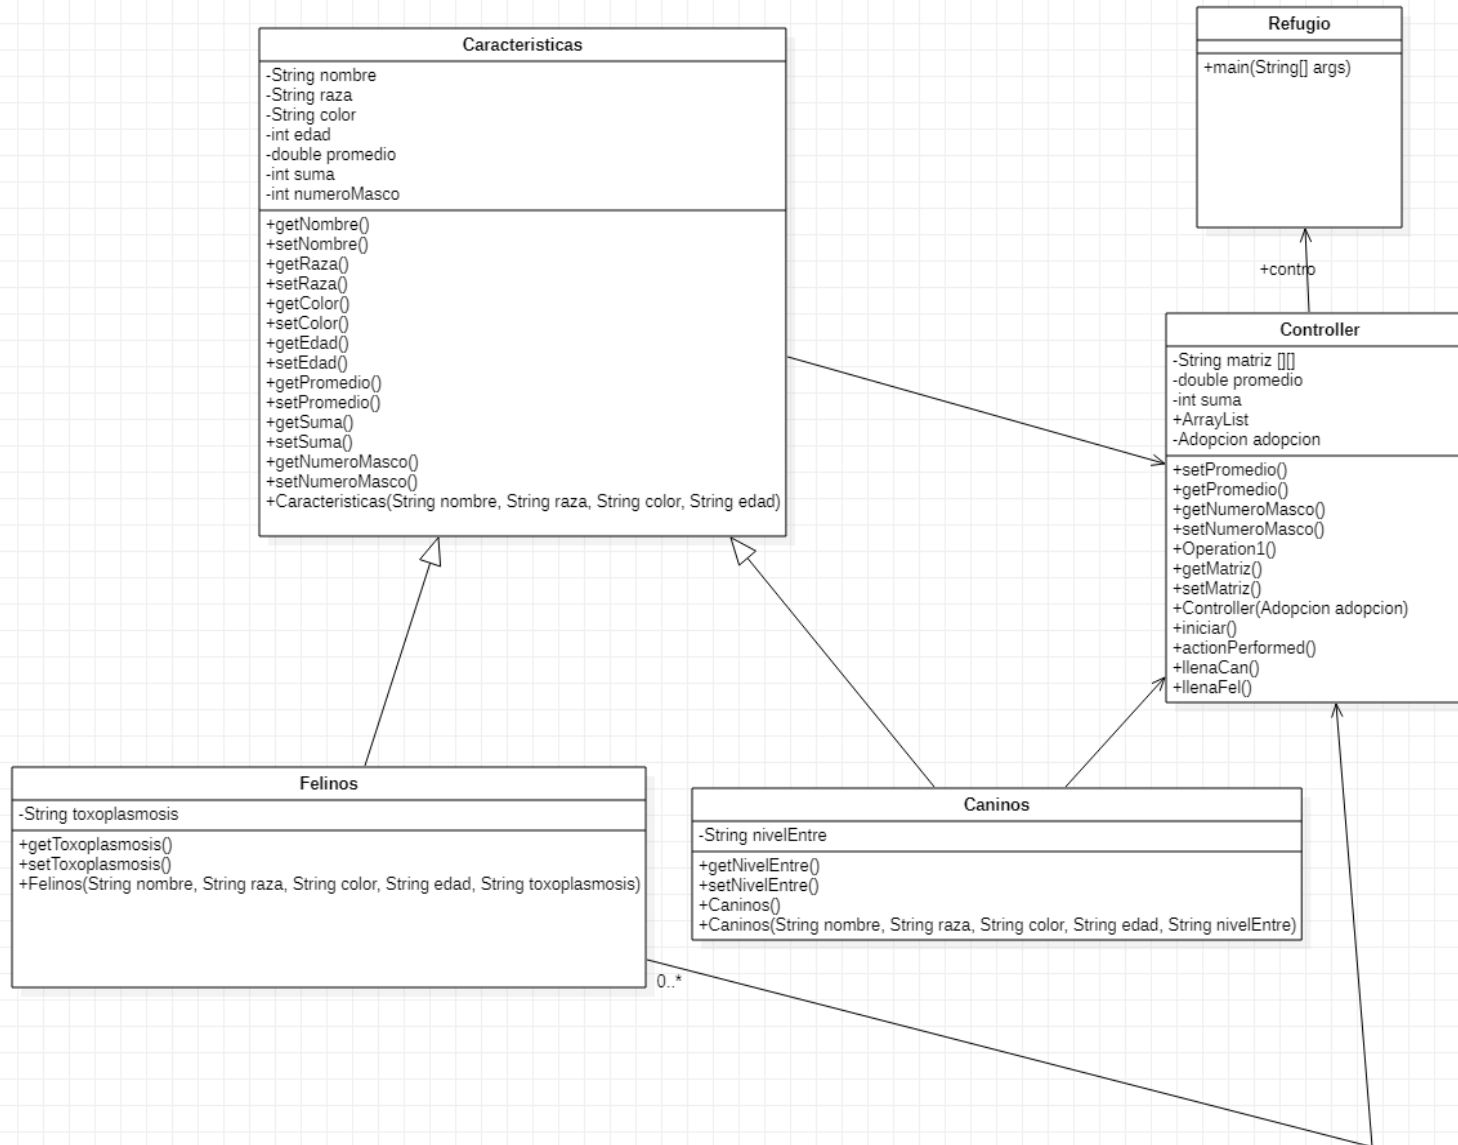 Caracteristicas
-String nombre
-String raza
-String color
-int edad
-double promedio
-int suma
-int numeroMasco
+getNombre()
+setNombre()
+getRaza()
+setRaza()
+getColor()
+setColor()
+getEdad()
+setEdad()
+getPromedio()
+setPromedio()
+getSuma()
+setSuma()
+getNumeroMasco()
+setNumeroMasco()
+Caracteristicas(String nombre, String raza, String color, String edad)
Refugio
+main(String[] args)
+contro
Controller
-String matriz [][]
-double promedio
-int suma
+ArrayList
-Adopcion adopcion
+setPromedio()
+getPromedio()
+getNumeroMasco()
+setNumeroMasco()
+Operation1()
+getMatriz()
+setMatriz()
+Controller(Adopcion adopcion)
+iniciar()
+actionPerformed()
+llenaCan()
+llenaFel()
Felinos
-String toxoplasmosis
+getToxoplasmosis()
+setToxoplasmosis()
+Felinos(String nombre, String raza, String color, String edad, String toxoplasmosis)
0..*
Caninos
-String nivelEntre
+getNivelEntre()
+setNivelEntre()
+Caninos()
+Caninos(String nombre, String raza, String color, String edad, String nivelEntre)